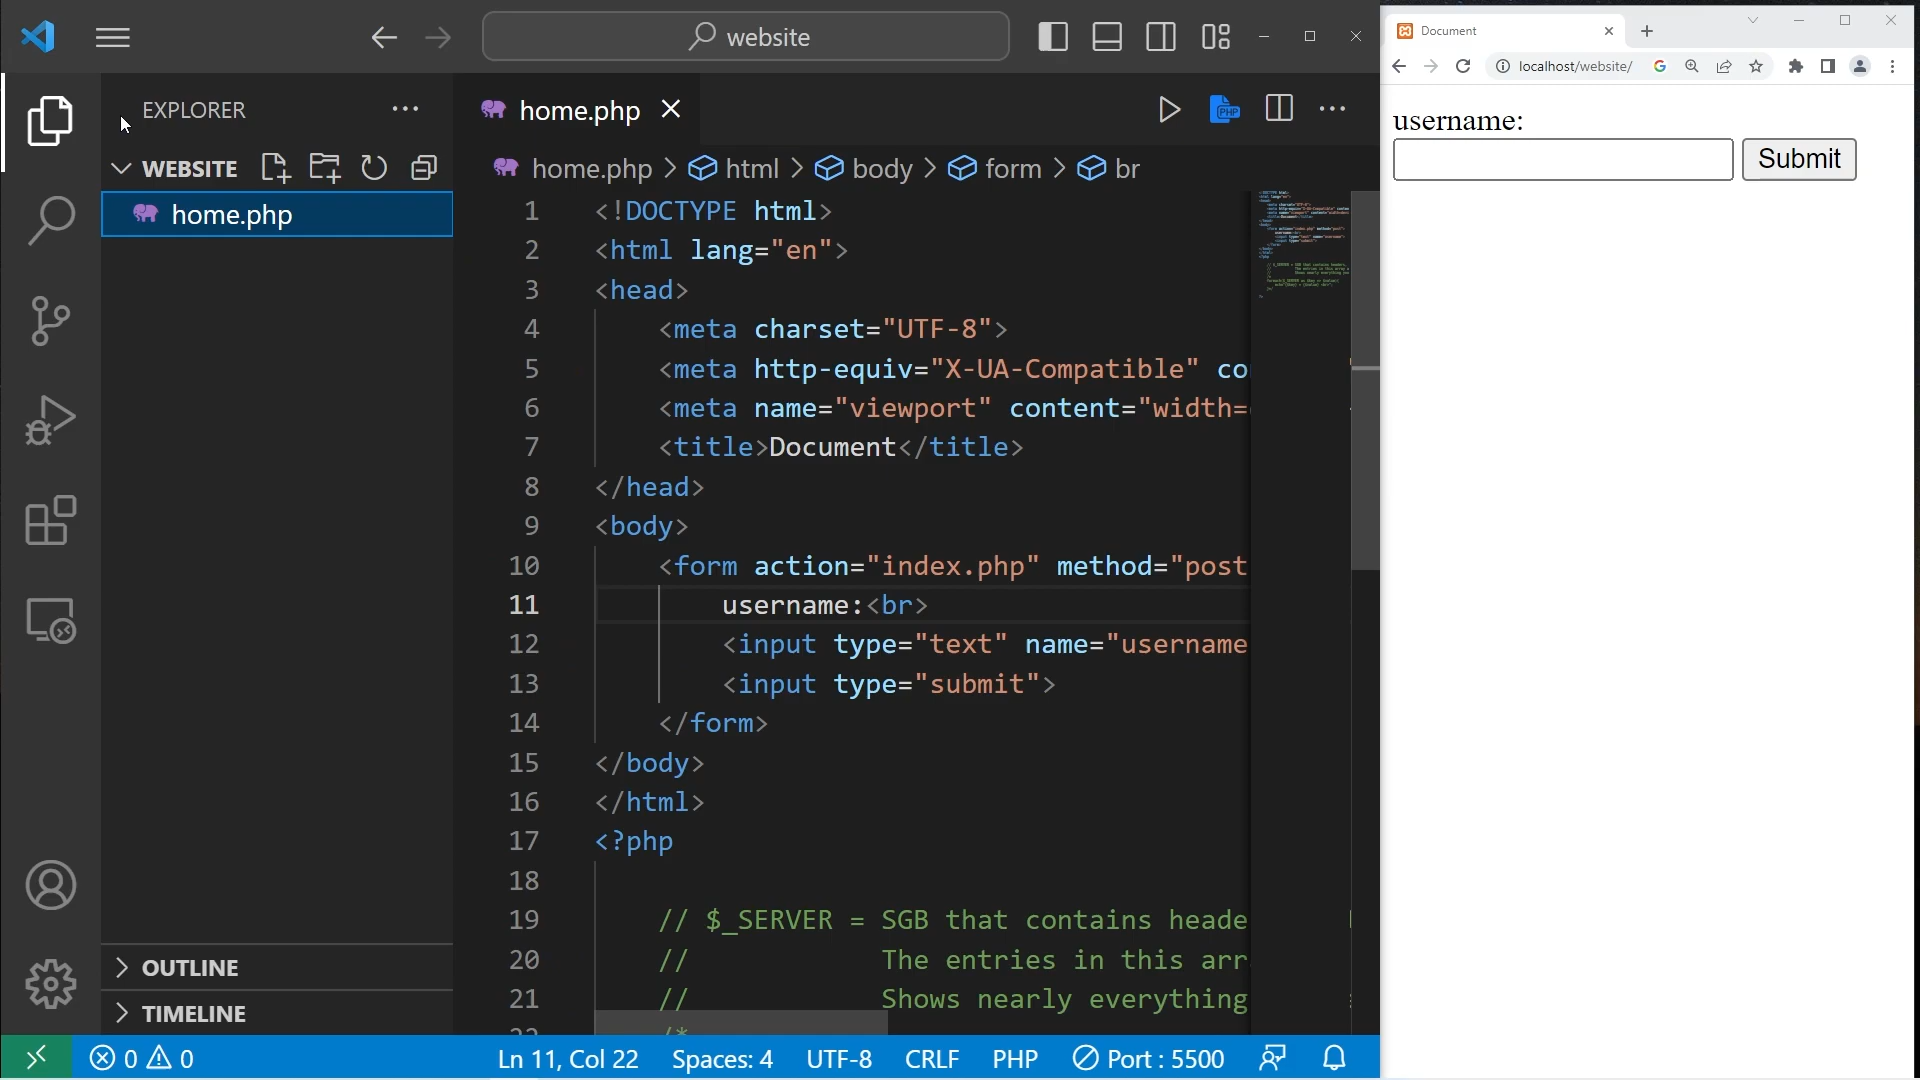 website
Document
localhost/website/
EXPLORER
home.php
WEBSITE
home.php > html > body > form > br
home.php
username:
Submit
1 <!DOCTYPE html>
2 <html lang="en">
3 <head>
4 <meta charset="UTF-8">
5 <meta http-equiv="X-UA-Compatible" co
6 <meta name="viewport" content="width=
7 <title>Document</title>
8 </head>
9 <body>
10 <form action="index.php" method="post
11 username:<br>
12 <input type="text" name="username
13 <input type="submit">
14 </form>
15 </body>
16 </html>
17 <?php
18
19 // $_SERVER = SGB that contains heade
20 // The entries in this arr
21 // Shows nearly everything
OUTLINE
TIMELINE
0 0
Ln 11, Col 22
Spaces: 4
UTF-8
CRLF
PHP
Port : 5500